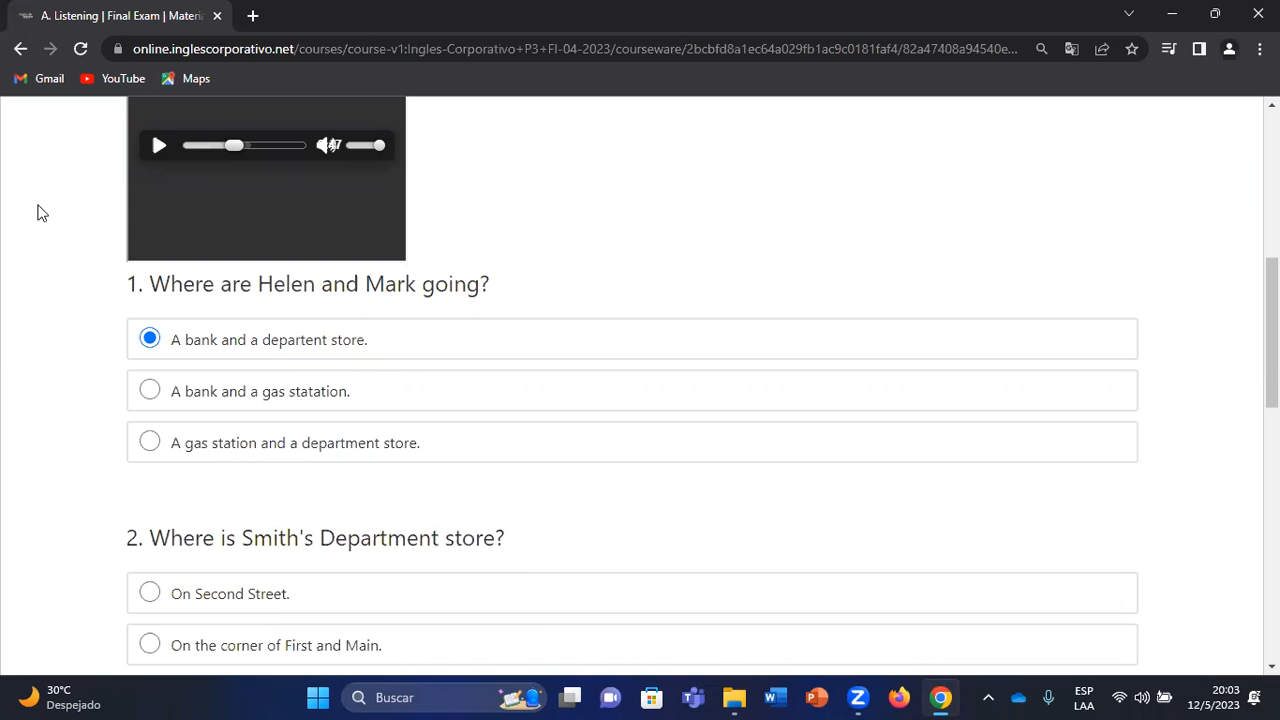 A. Listening | Final Exam | Materia
online.inglescorporativo.net/courses/course-v1:Ingles-Corporativo+P3+FI-04-2023/courseware/2bcbfd8a1ec64a029fb1ac9c0181faf4/82a47408a94540e...
Gmail YouTube Maps
1. Where are Helen and Mark going?
A bank and a departent store.
A bank and a gas statation.
A gas station and a department store.
2. Where is Smith's Department store?
On Second Street.
On the corner of First and Main.
30°C
Despejado
Buscar
ESP
LAA
20:03
12/5/2023